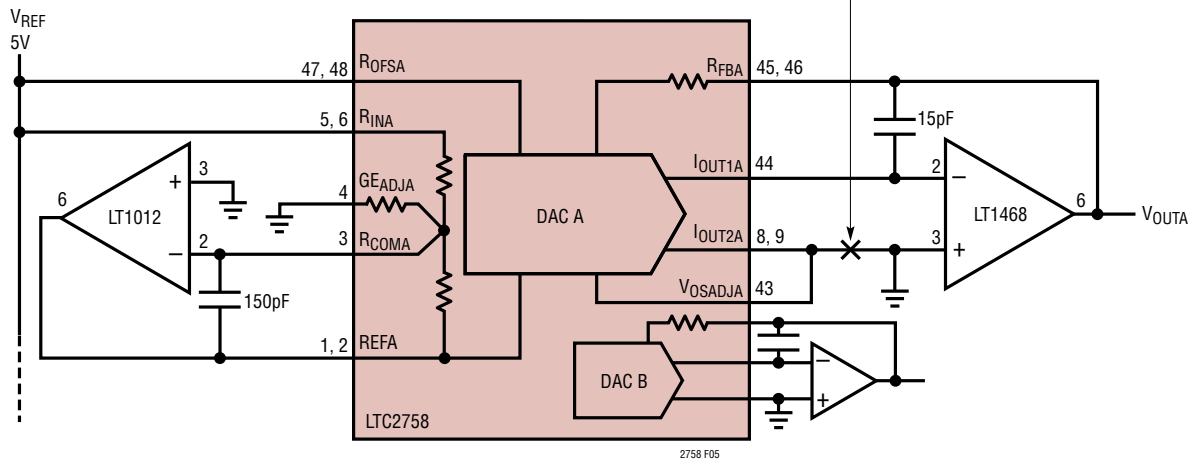 VREF
5V
47, 48
ROFSA
RFBA
45, 46
5, 6
RINA
15pF
3
6
LT1012
2
4
GEADJA
DAC A
IOUT1A
44
2
LT1468
6
VOUTA
3
RCOMA
IOUT2A
8, 9
3
150pF
VOSADJA
43
1, 2
REFA
DAC B
LTC2758
2758 F05